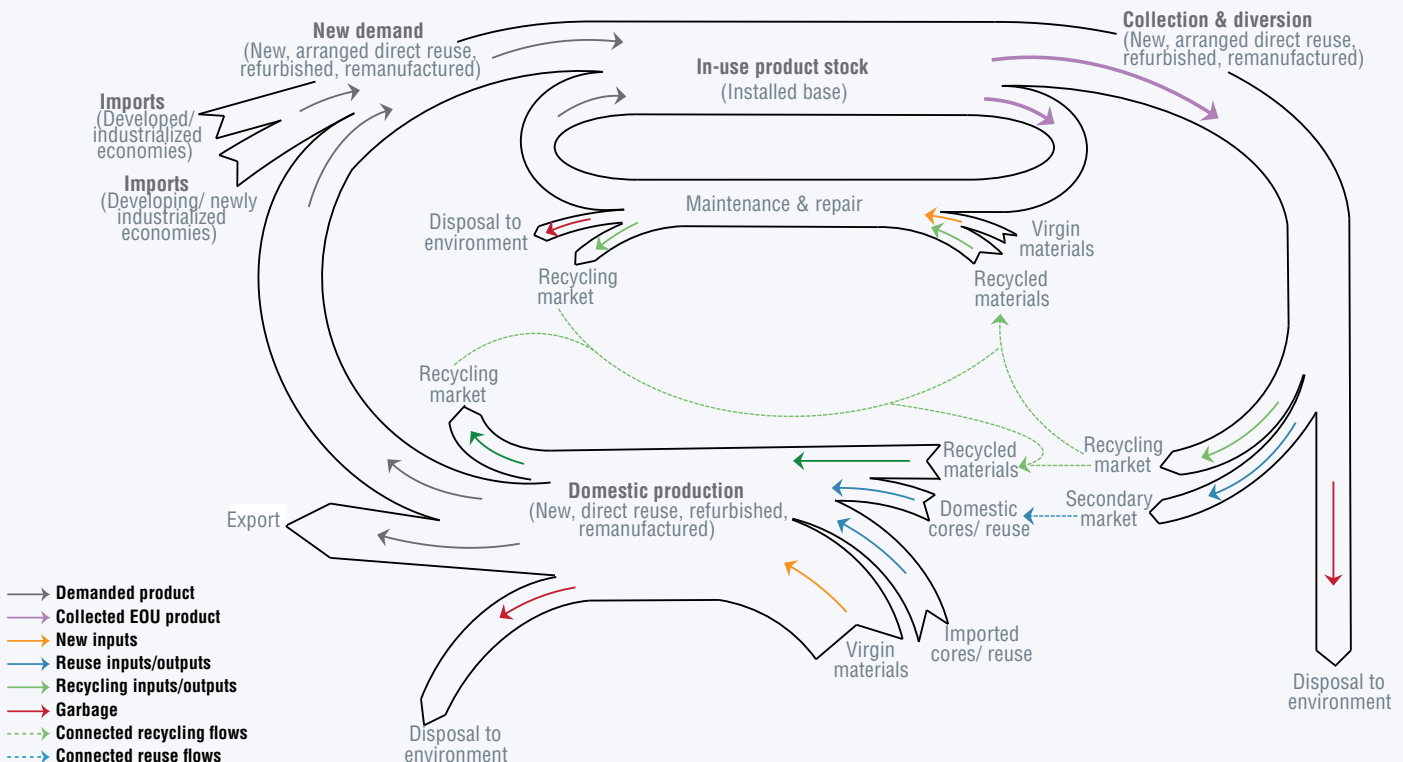 New demand
(New, arranged direct reuse,
refurbished, remanufactured)
Collection & diversion
(New, arranged direct reuse,
refurbished, remanufactured)
In-use product stock
(Installed base)
Imports
(Developed/
industrialized
economies)
Imports
(Developing/ newly
industrialized
economies)
Maintenance & repair
Disposal to
environment
Virgin
materials
Recycling
market
Recycled
materials
Recycling
market
Recycled
materials
Recycling
market
Domestic production
(New, direct reuse, refurbished,
remanufactured)
Domestic
cores/ reuse
Secondary
market
Export
Virgin
materials
Imported
cores/ reuse
Disposal to
environment
Disposal to
environment
Demanded product
Collected EOU product
New inputs
Reuse inputs/outputs
Recycling inputs/outputs
Garbage
Connected recycling flows
Connected reuse flows